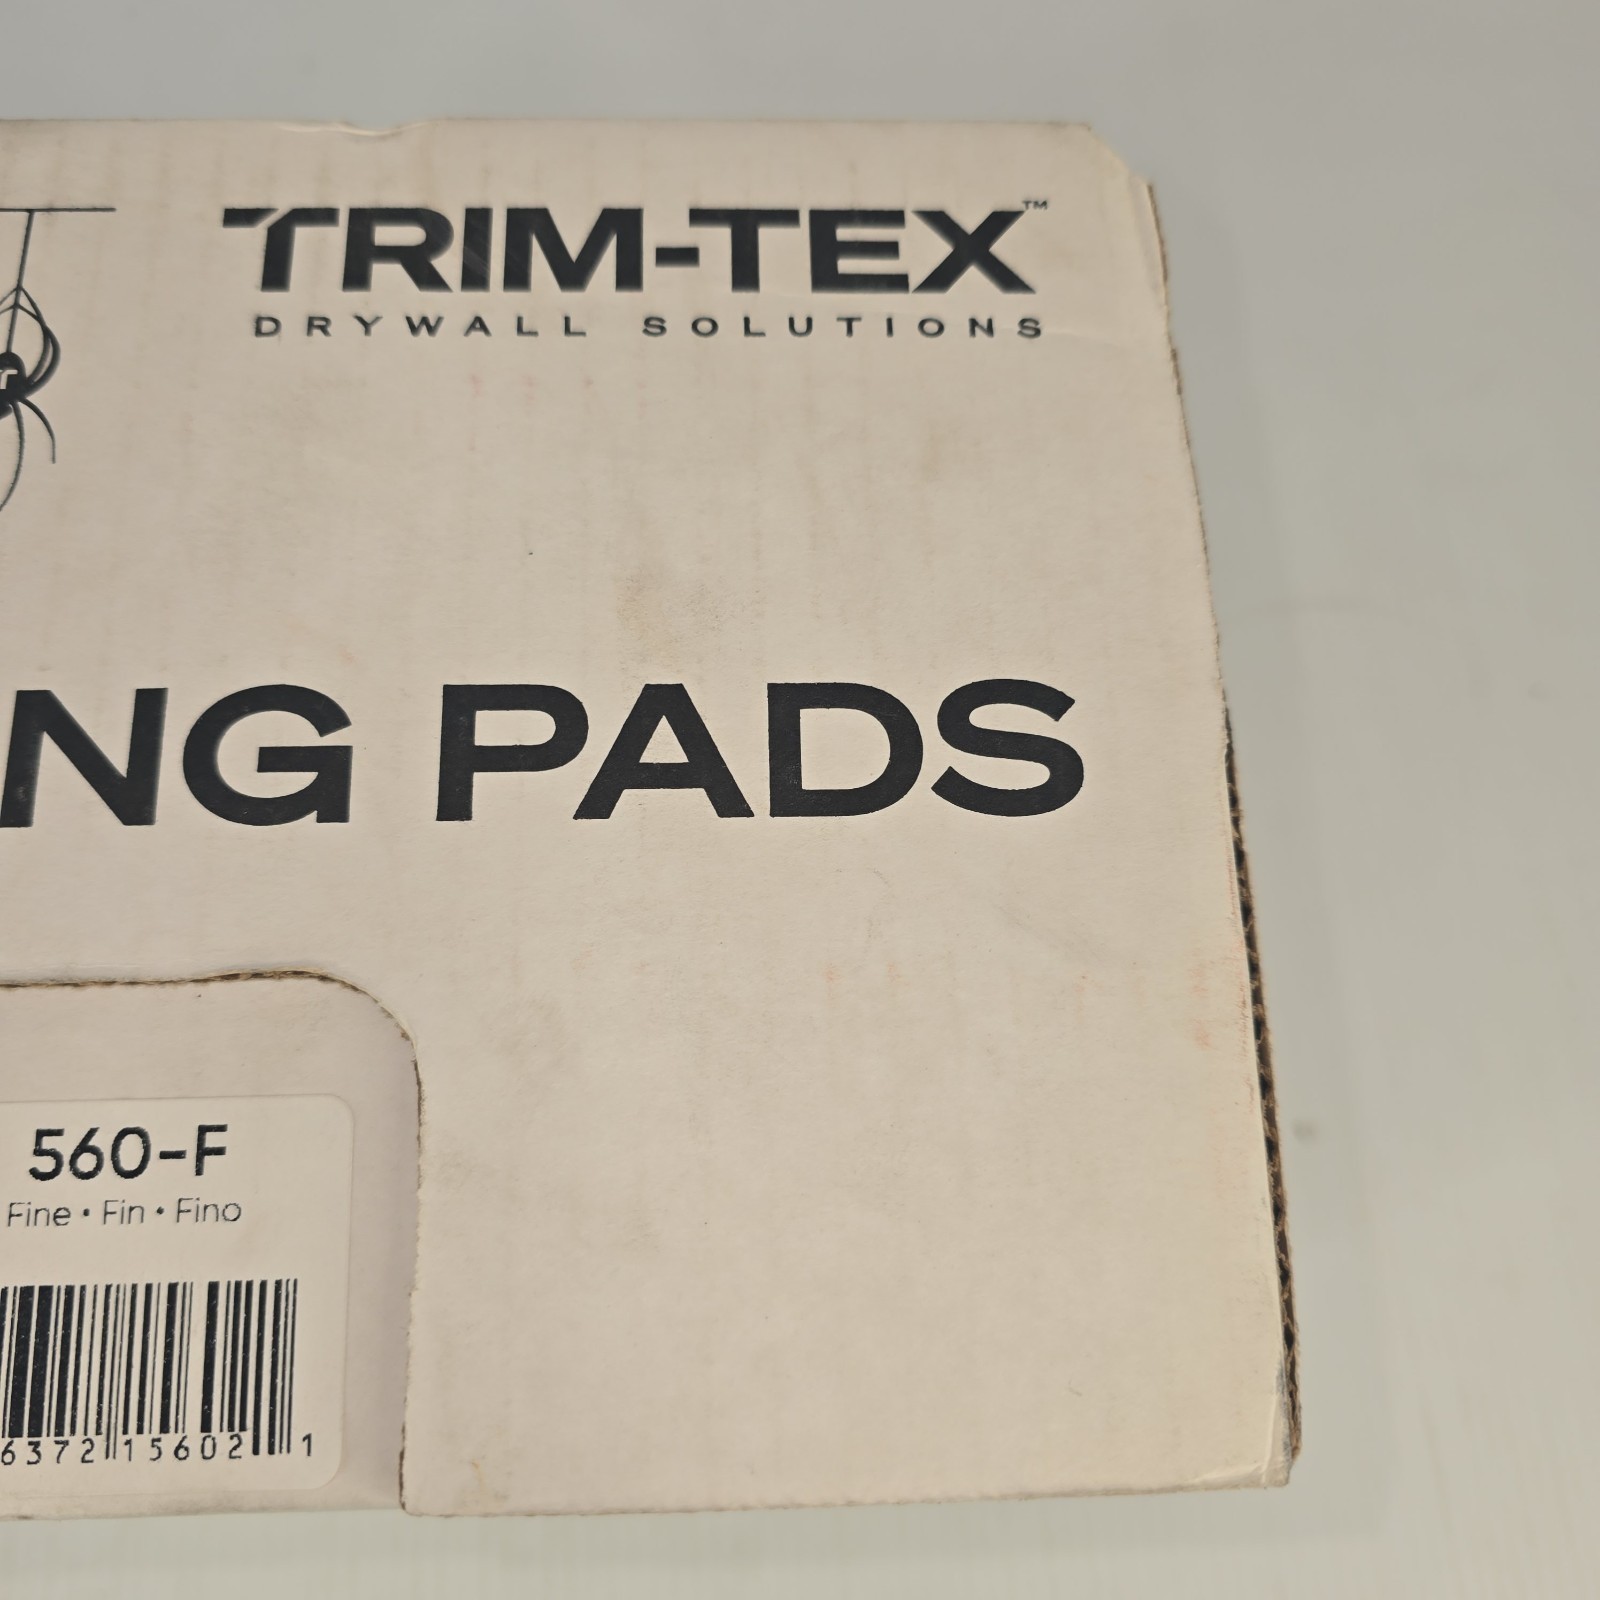 TRIM-TEX™
DRYWALL SOLUTIONS
NG PADS
560-F
Fine • Fin • Fino
6372 15602 1